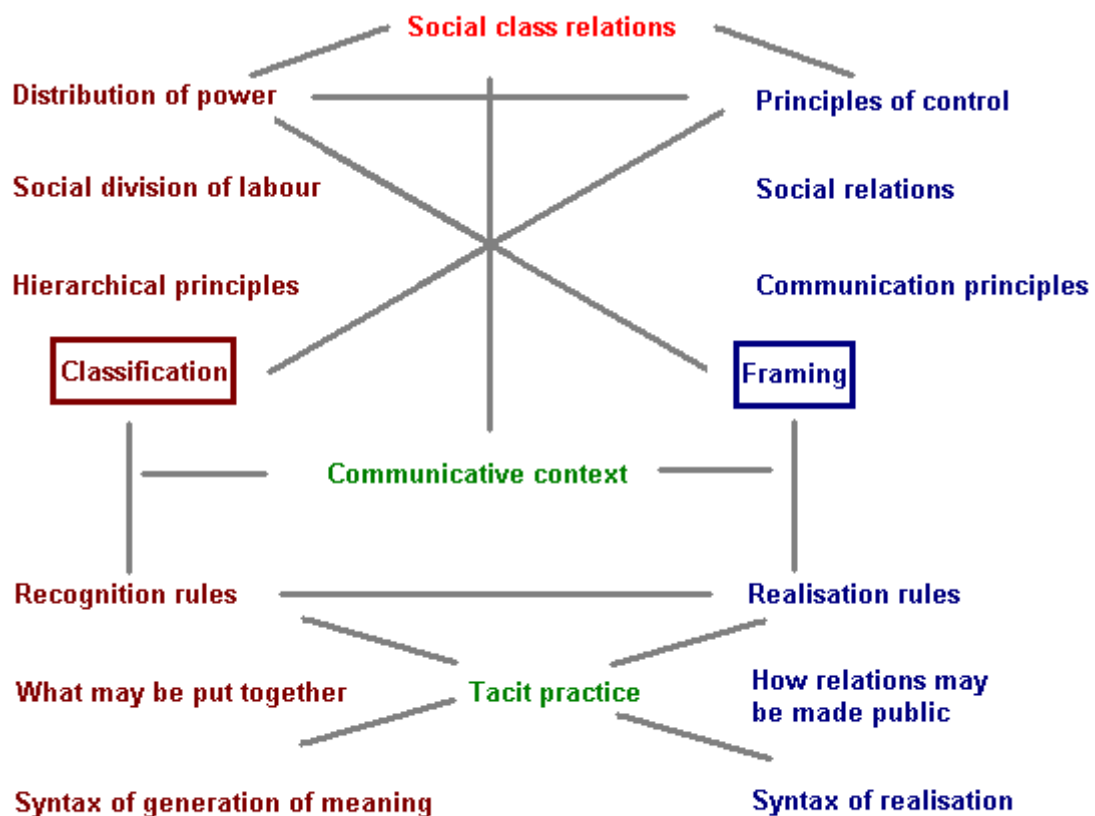 Social class relations
Distribution of power
Principles of control
Social division of labour
Social relations
Hierarchical principles
Communication principles
Classification
Framing
Communicative context
Recognition rules
Realisation rules
What may be put together
Tacit practice
How relations may
be made public
Syntax of generation of meaning
Syntax of realisation